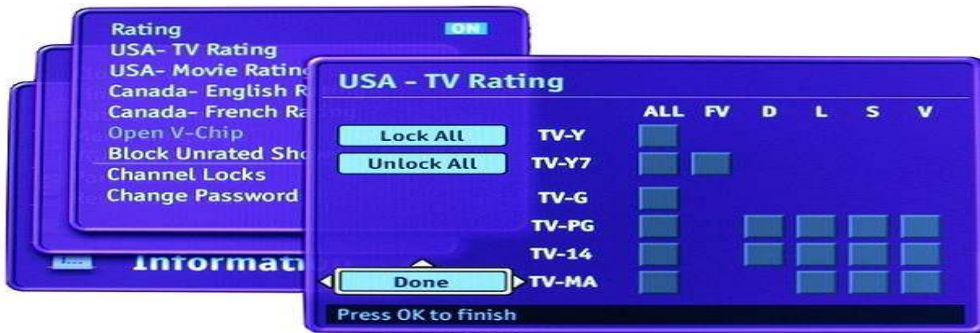 Rating ON
USA- TV Rating
USA- Movie Rating
Canada- English R
Canada- French Ra
Open V-Chip
Block Unrated Sho
Channel Locks
Change Password
Informati
USA - TV Rating
ALL FV D L S V
Lock All TV-Y
Unlock All TV-Y7
TV-G
TV-PG
TV-14
Done TV-MA
Press OK to finish